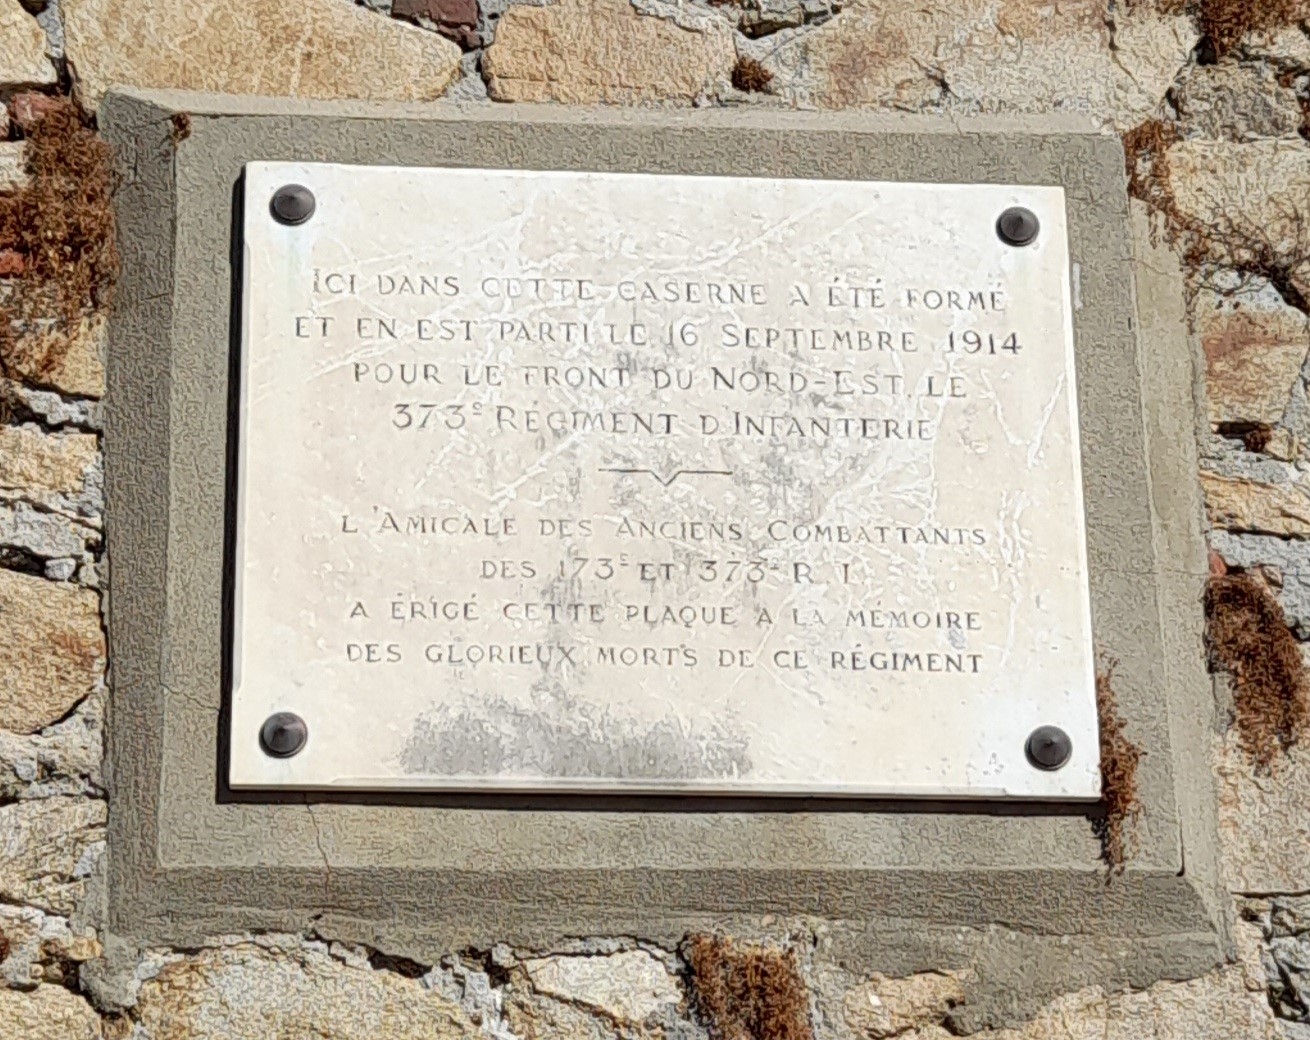 ICI DANS CETTE CASERNE A ÉTÉ FORMÉ
ET EN EST PARTI LE 16 SEPTEMBRE 1914
POUR LE FRONT DU NORD-EST, LE
373E RÉGIMENT D'INFANTERIE
L'AMICALE DES ANCIENS COMBATTANTS
DES 173E ET 373E R.I.
A ÉRIGÉ CETTE PLAQUE A LA MÉMOIRE
DES GLORIEUX MORTS DE CE RÉGIMENT